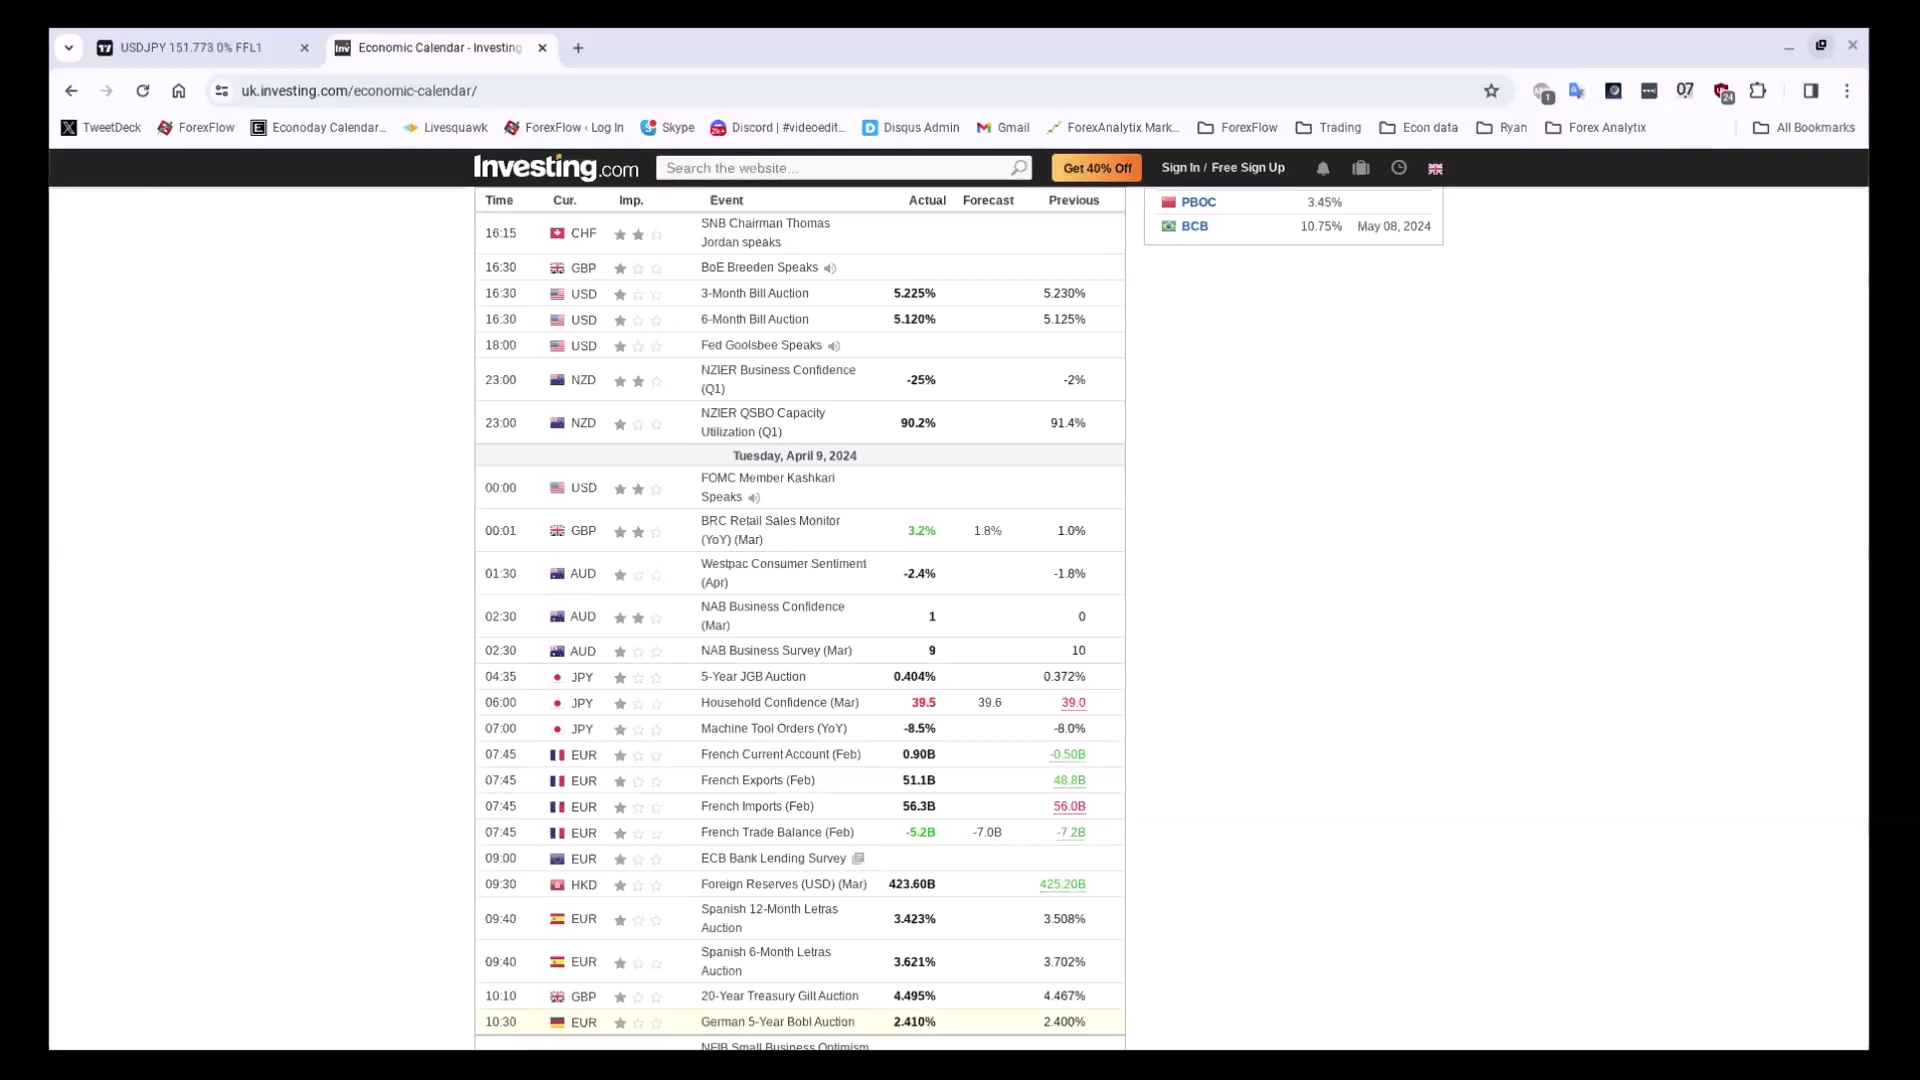 USDJPY 151.773 0% FFL1
Economic Calendar - Investing
uk.investing.com/economic-calendar/
1
07
24
TweetDeck ForexFlow Econoday Calendar... Livesquawk ForexFlow ‹ Log In Skype Discord | #videoedit... Disqus Admin Gmail ForexAnalytix Mark... ForexFlow Trading Econ data Ryan Forex Analytix All Bookmarks
Investing.com Search the website... Get 40% Off Sign In / Free Sign Up
Time Cur. Imp. Event Actual Forecast Previous
PBOC 3.45%
BCB 10.75% May 08, 2024
16:15 CHF SNB Chairman Thomas
Jordan speaks
16:30 GBP BoE Breeden Speaks
16:30 USD 3-Month Bill Auction 5.225% 5.230%
16:30 USD 6-Month Bill Auction 5.120% 5.125%
18:00 USD Fed Goolsbee Speaks
23:00 NZD NZIER Business Confidence
(Q1) -25% -2%
23:00 NZD NZIER QSBO Capacity
Utilization (Q1) 90.2% 91.4%
Tuesday, April 9, 2024
00:00 USD FOMC Member Kashkari
Speaks
00:01 GBP BRC Retail Sales Monitor
(YoY) (Mar) 3.2% 1.8% 1.0%
01:30 AUD Westpac Consumer Sentiment
(Apr) -2.4% -1.8%
02:30 AUD NAB Business Confidence
(Mar) 1 0
02:30 AUD NAB Business Survey (Mar) 9 10
04:35 JPY 5-Year JGB Auction 0.404% 0.372%
06:00 JPY Household Confidence (Mar) 39.5 39.6 39.0
07:00 JPY Machine Tool Orders (YoY) -8.5% -8.0%
07:45 EUR French Current Account (Feb) 0.90B -0.50B
07:45 EUR French Exports (Feb) 51.1B 48.8B
07:45 EUR French Imports (Feb) 56.3B 56.0B
07:45 EUR French Trade Balance (Feb) -5.2B -7.0B -7.2B
09:00 EUR ECB Bank Lending Survey
09:30 HKD Foreign Reserves (USD) (Mar) 423.60B 425.20B
09:40 EUR Spanish 12-Month Letras
Auction 3.423% 3.508%
09:40 EUR Spanish 6-Month Letras
Auction 3.621% 3.702%
10:10 GBP 20-Year Treasury Gilt Auction 4.495% 4.467%
10:30 EUR German 5-Year Bobl Auction 2.410% 2.400%
NFIB Small Business Optimism